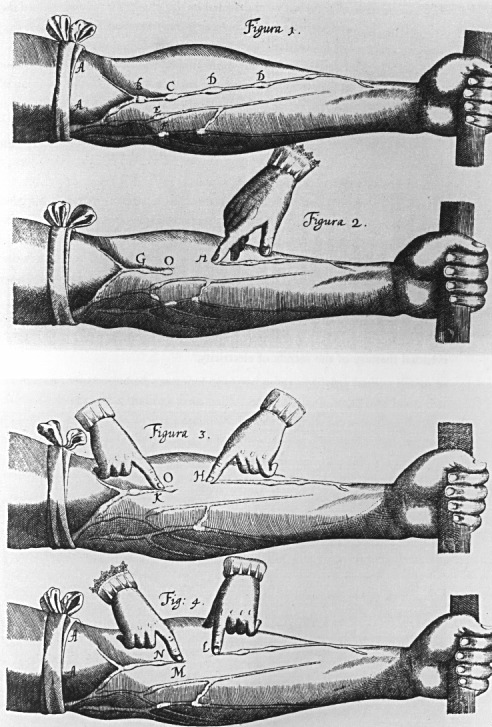 Figura 1.
A
B C D D
A
E
Figura 2.
G O H
Figura 3.
O H
K
Fig: 4.
A
N L
A M